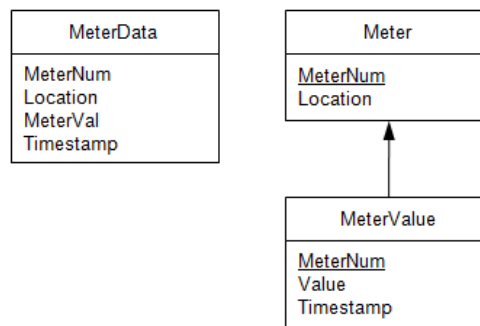 MeterData
MeterNum
Location
MeterVal
Timestamp
Meter
MeterNum
Location
MeterValue
MeterNum
Value
Timestamp